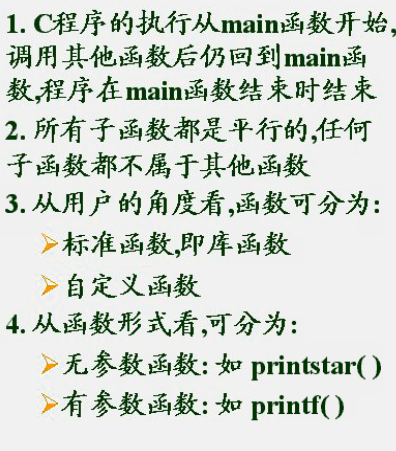 1. C程序的执行从main函数开始,
调用其他函数后仍回到main函
数,程序在main函数结束时结束
2. 所有子函数都是平行的,任何
子函数都不属于其他函数
3. 从用户的角度看,函数可分为:
标准函数,即库函数
自定义函数
4. 从函数形式看,可分为:
无参数函数: 如 printstar( )
有参数函数: 如 printf( )